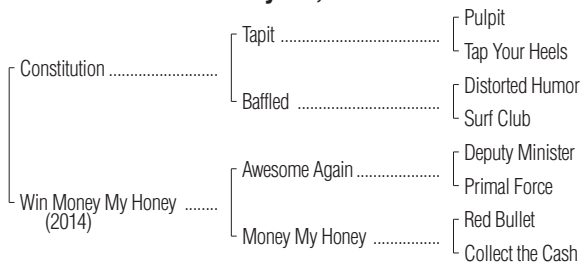 Pulpit
Tapit
Tap Your Heels
Constitution
Distorted Humor
Baffled
Surf Club
Deputy Minister
Awesome Again
Primal Force
Win Money My Honey
(2014)
Red Bullet
Money My Honey
Collect the Cash